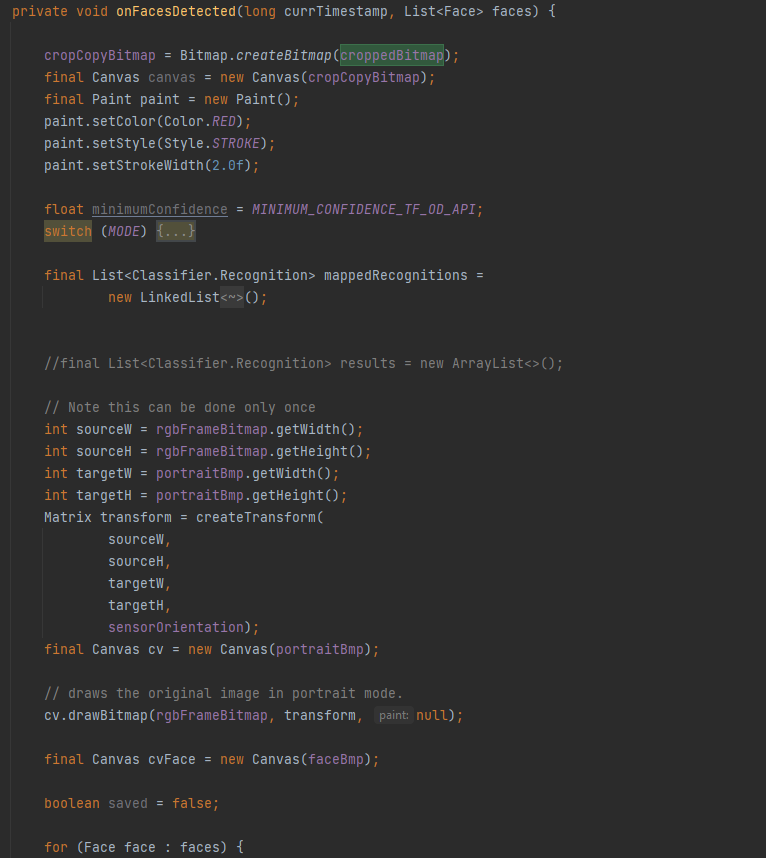 private void onFacesDetected(long currTimestamp, List<Face> faces) {
cropCopyBitmap = Bitmap.createBitmap(croppedBitmap);
final Canvas canvas = new Canvas(cropCopyBitmap);
final Paint paint = new Paint();
paint.setColor(Color.RED);
paint.setStyle(Style.STROKE);
paint.setStrokeWidth(2.0f);
float minimumConfidence = MINIMUM_CONFIDENCE_TF_OD_API;
switch (MODE) {...}
final List<Classifier.Recognition> mappedRecognitions =
new LinkedList<~>();
//final List<Classifier.Recognition> results = new ArrayList<>();
// Note this can be done only once
int sourceW = rgbFrameBitmap.getWidth();
int sourceH = rgbFrameBitmap.getHeight();
int targetW = portraitBmp.getWidth();
int targetH = portraitBmp.getHeight();
Matrix transform = createTransform(
sourceW,
sourceH,
targetW,
targetH,
sensorOrientation);
final Canvas cv = new Canvas(portraitBmp);
// draws the original image in portrait mode.
cv.drawBitmap(rgbFrameBitmap, transform, paint: null);
final Canvas cvFace = new Canvas(faceBmp);
boolean saved = false;
for (Face face : faces) {